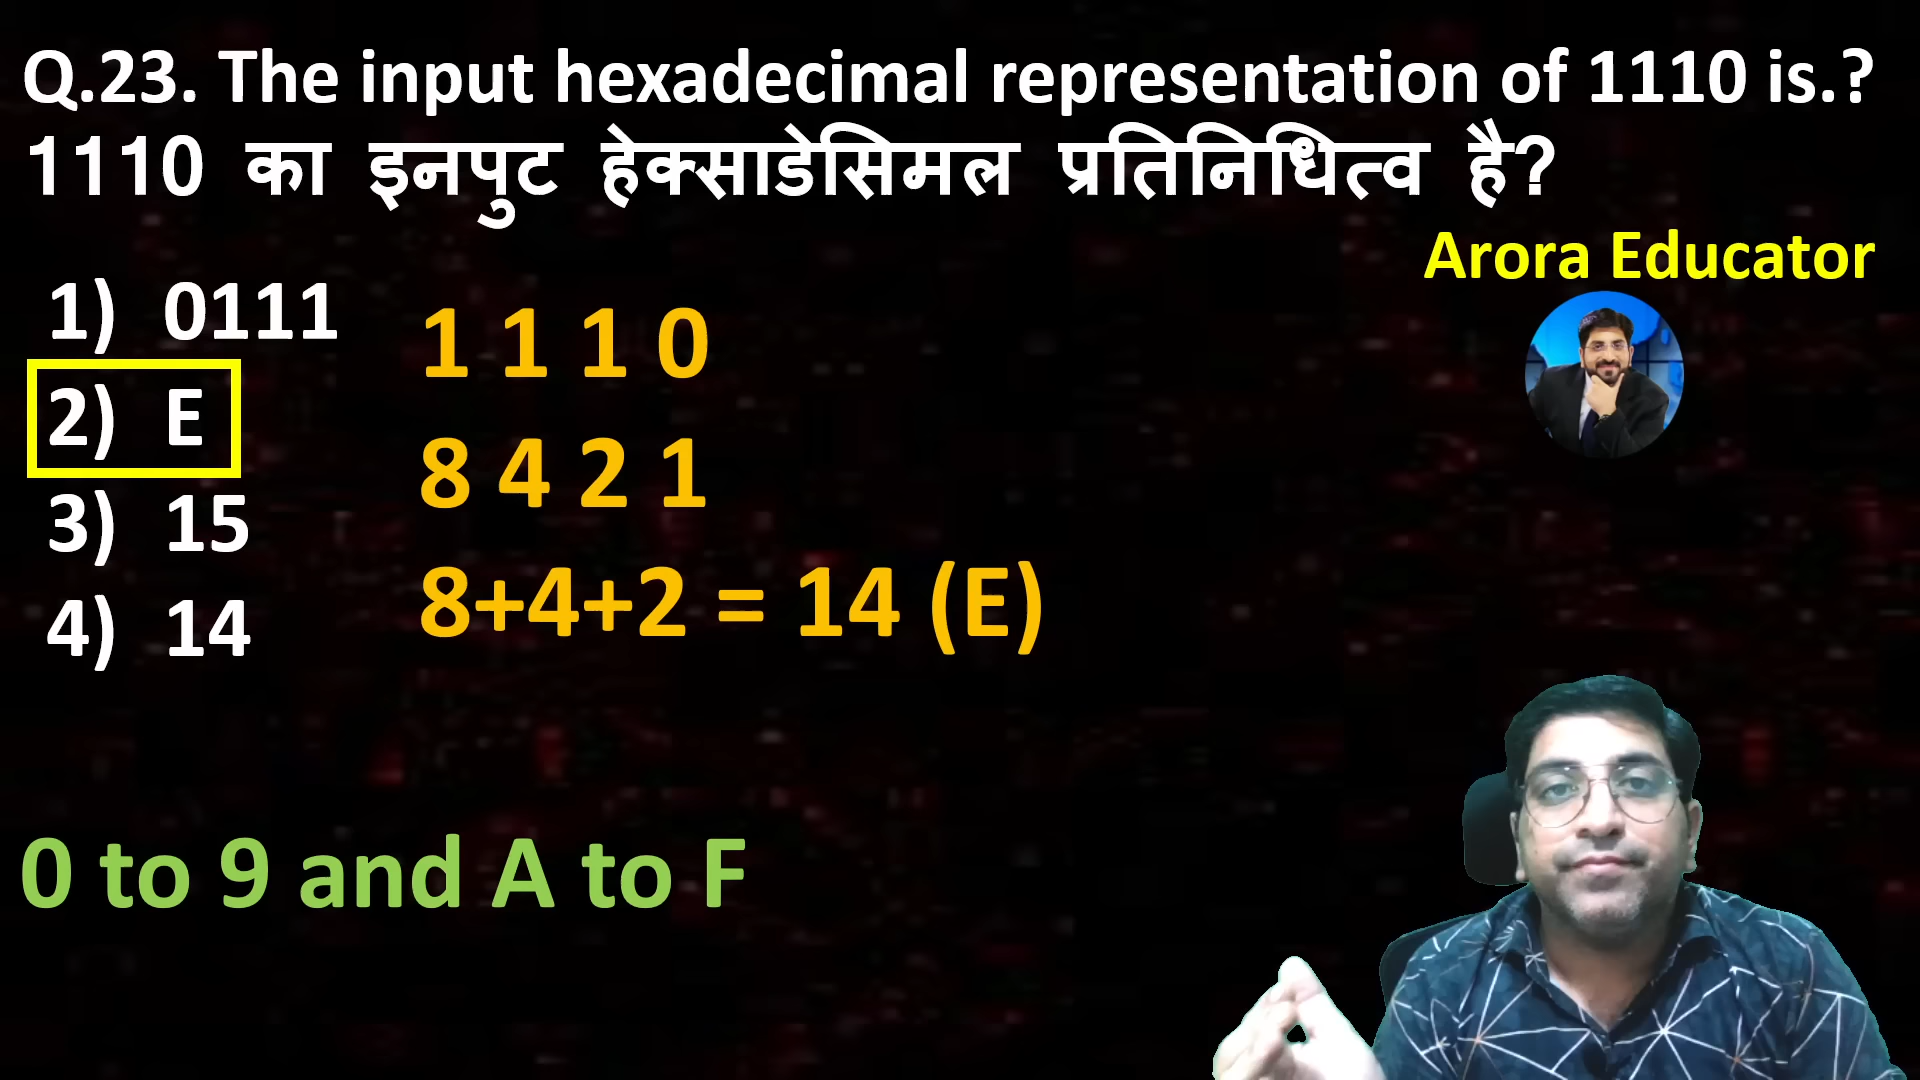 Q.23. The input hexadecimal representation of 1110 is.?
1110 का इनपुट हेक्साडेसिमल प्रतिनिधित्व है?
Arora Educator
1) 0111
2) E
3) 15
4) 14
1 1 1 0
8 4 2 1
8+4+2 = 14 (E)
0 to 9 and A to F